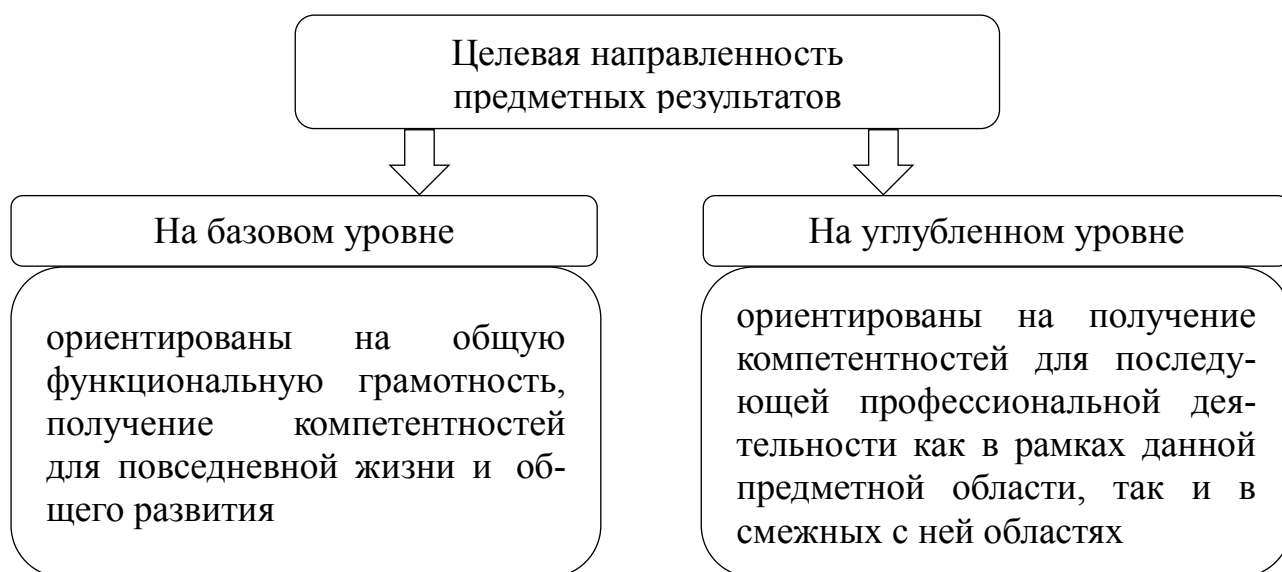 Целевая направленность
предметных результатов
На базовом уровне
ориентированы на общую
функциональную грамотность,
получение компетентностей
для повседневной жизни и об-
щего развития
На углубленном уровне
ориентированы на получение
компетентностей для последу-
ющей профессиональной дея-
тельности как в рамках данной
предметной области, так и в
смежных с ней областях